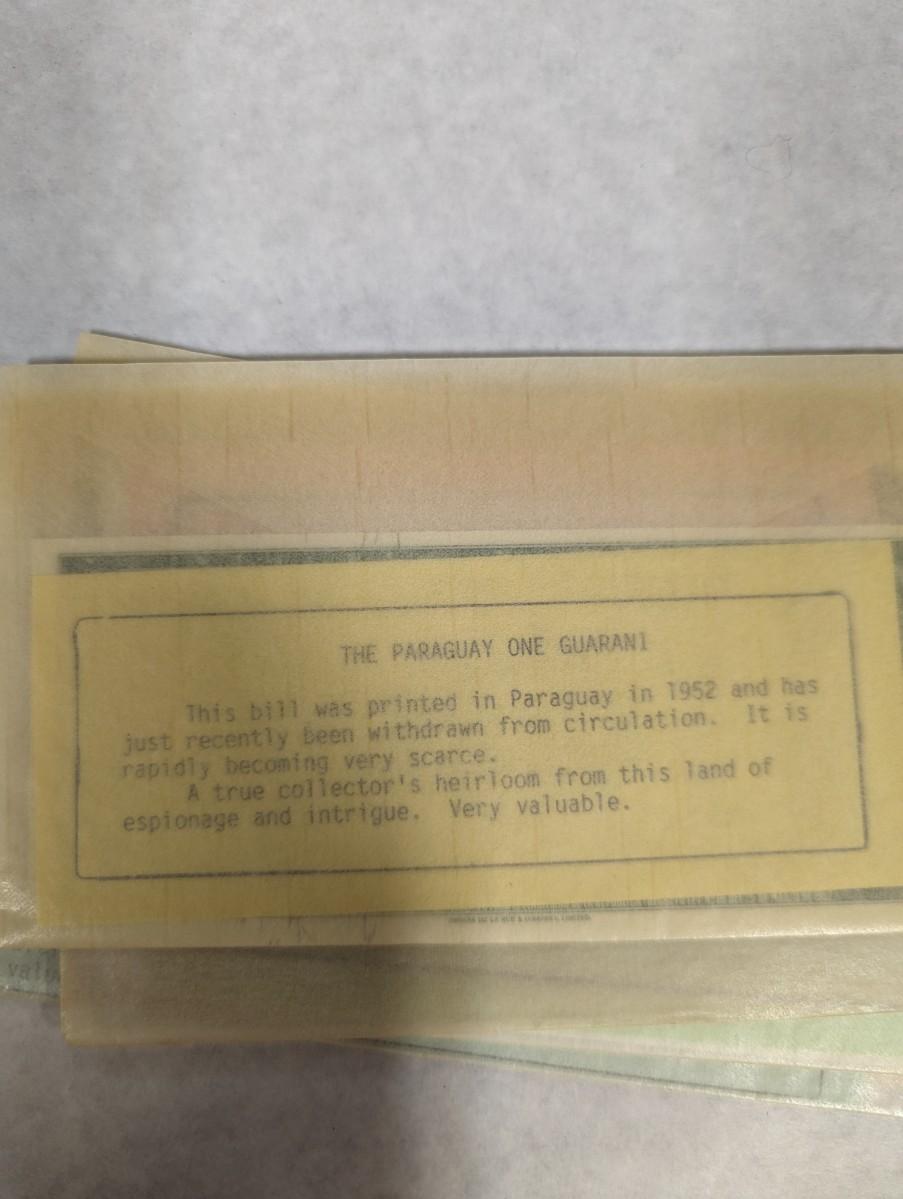 THE PARAGUAY ONE GUARANI
This bill was printed in Paraguay in 1952 and has
just recently been withdrawn from circulation. It is
rapidly becoming very scarce.
A true collector's heirloom from this land of
espionage and intrigue. Very valuable.